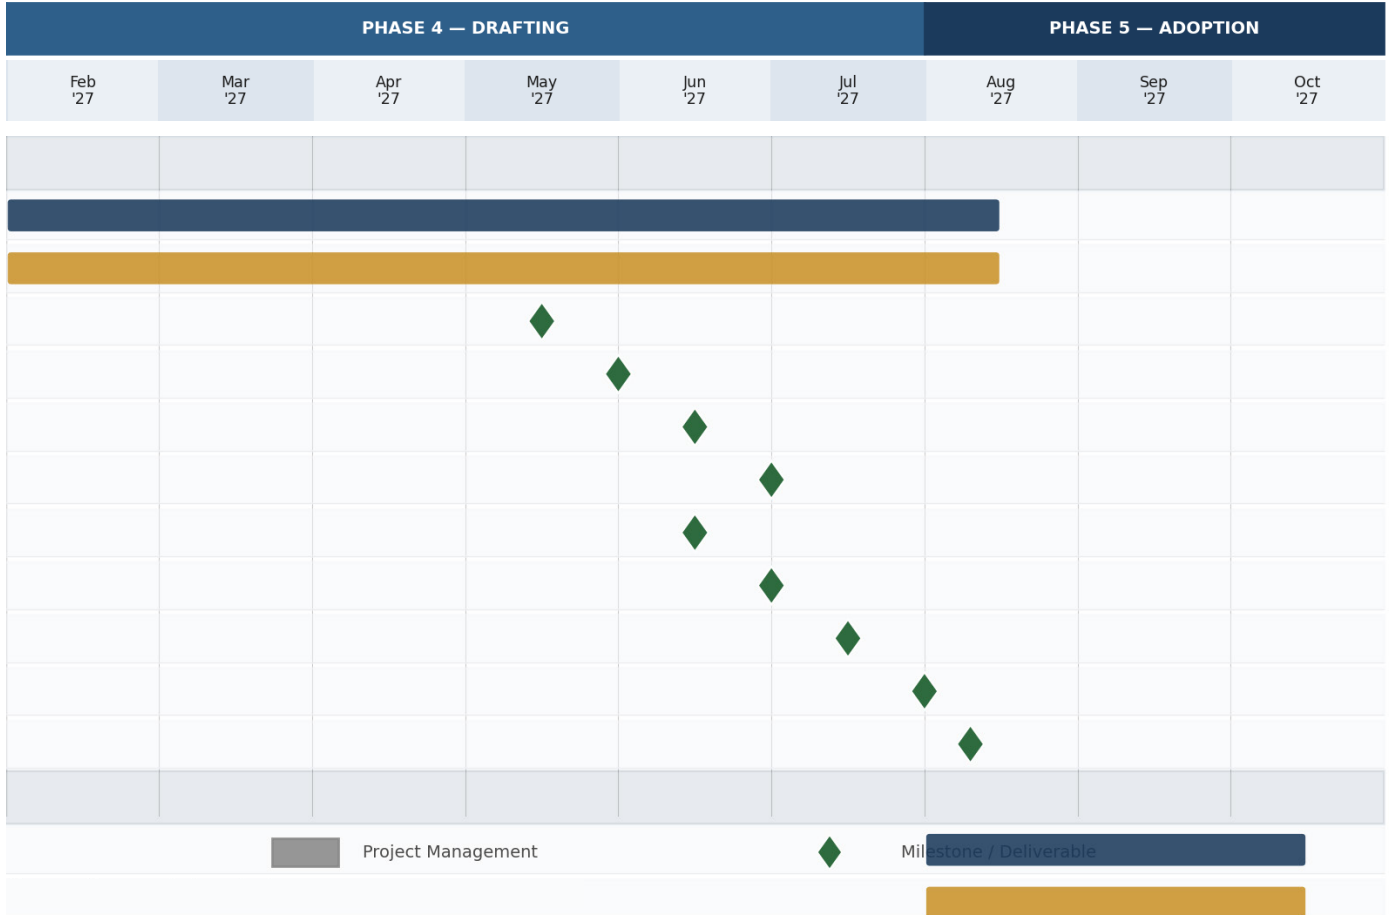 PHASE 4 — DRAFTING
PHASE 5 — ADOPTION
Feb
'27
Mar
'27
Apr
'27
May
'27
Jun
'27
Jul
'27
Aug
'27
Sep
'27
Oct
'27
Project Management
Milestone / Deliverable